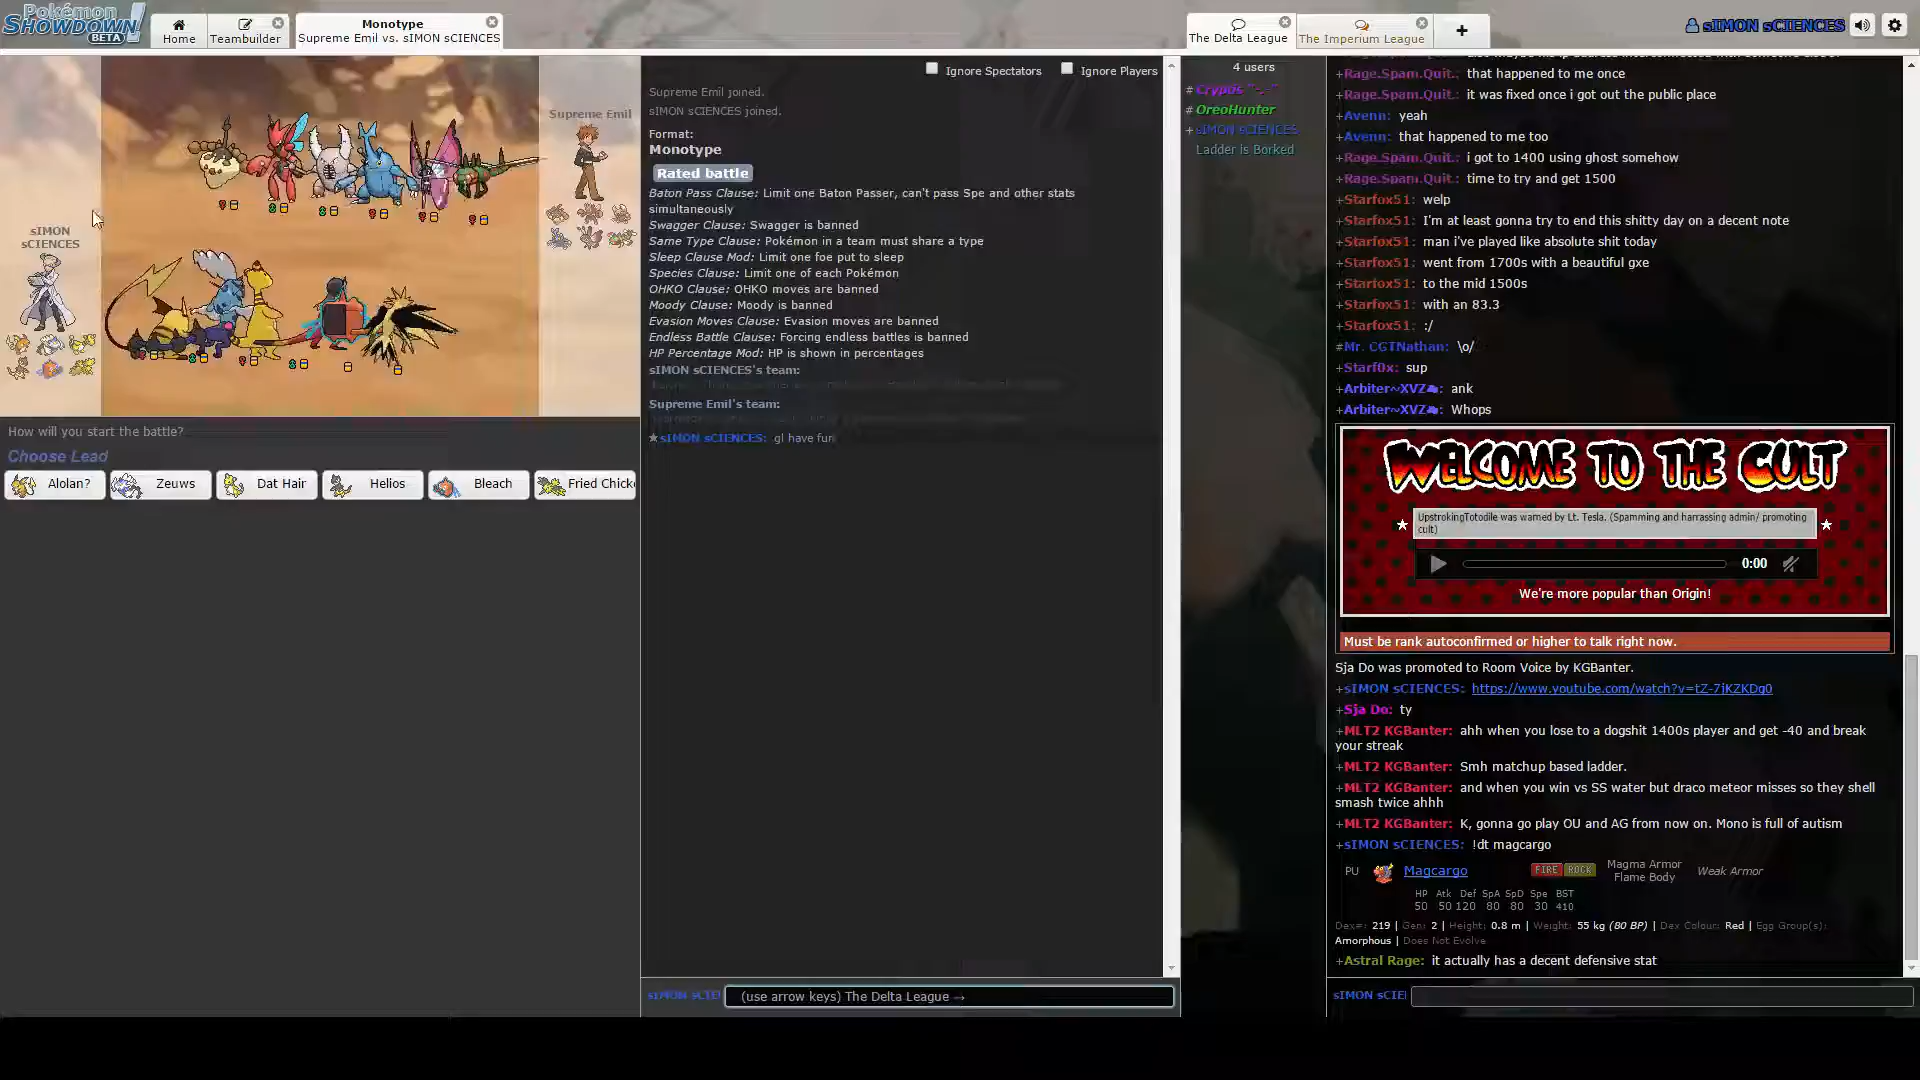 Pokémon
SHOWDOWN!
BETA
Home
Teambuilder
Monotype
Supreme Emil vs. sIMON sCIENCES
The Delta League
The Imperium League
+
sIMON sCIENCES
Supreme Emil
sIMON
sCIENCES
How will you start the battle?
Choose Lead
Alolan?
Zeuws
Dat Hair
Helios
Bleach
Fried Chick
Ignore Spectators
Ignore Players
Supreme Emil joined.
sIMON sCIENCES joined.
Format:
Monotype
Rated battle
Baton Pass Clause: Limit one Baton Passer, can't pass Spe and other stats
simultaneously
Swagger Clause: Swagger is banned
Same Type Clause: Pokémon in a team must share a type
Sleep Clause Mod: Limit one foe put to sleep
Species Clause: Limit one of each Pokémon
OHKO Clause: OHKO moves are banned
Moody Clause: Moody is banned
Evasion Moves Clause: Evasion moves are banned
Endless Battle Clause: Forcing endless battles is banned
HP Percentage Mod: HP is shown in percentages
sIMON sCIENCES's team:
Supreme Emil's team:
★sIMON sCIENCES: gl have fun
sIMON sCIE
(use arrow keys) The Delta League →
4 users
#Crypds "-.-"
#OreoHunter
+sIMON sCIENCES
Ladder is Borked
+Rage.Spam.Quit.: that happened to me once
+Rage.Spam.Quit.: it was fixed once i got out the public place
+Avenn: yeah
+Avenn: that happened to me too
+Rage.Spam.Quit.: i got to 1400 using ghost somehow
+Rage.Spam.Quit.: time to try and get 1500
+Starfox51: welp
+Starfox51: I'm at least gonna try to end this shitty day on a decent note
+Starfox51: man i've played like absolute shit today
+Starfox51: went from 1700s with a beautiful gxe
+Starfox51: to the mid 1500s
+Starfox51: with an 83.3
+Starfox51: :/
#Mr. CGTNathan: \o/
+Starf0x: sup
+Arbiter~XVZ: ank
+Arbiter~XVZ: Whops
WELCOME TO THE CULT
UpstrokingTotodile was warned by Lt. Tesla. (Spamming and harrassing admin/ promoting
cult)
0:00
We're more popular than Origin!
Must be rank autoconfirmed or higher to talk right now.
Sja Do was promoted to Room Voice by KGBanter.
+sIMON sCIENCES: https://www.youtube.com/watch?v=tZ-7jKZKDg0
+Sja Do: ty
+MLT2 KGBanter: ahh when you lose to a dogshit 1400s player and get -40 and break
your streak
+MLT2 KGBanter: Smh matchup based ladder.
+MLT2 KGBanter: and when you win vs SS water but draco meteor misses so they shell
smash twice ahhh
+MLT2 KGBanter: K, gonna go play OU and AG from now on. Mono is full of autism
+sIMON sCIENCES: !dt magcargo
PU Magcargo FIRE ROCK Magma Armor Flame Body Weak Armor
HP Atk Def SpA SpD Spe BST
50 50 120 80 80 30 410
Dex#: 219 | Gen: 2 | Height: 0.8 m | Weight: 55 kg (80 BP) | Dex Colour: Red | Egg Group(s):
Amorphous | Does Not Evolve
+Astral Rage: it actually has a decent defensive stat
sIMON sCIE